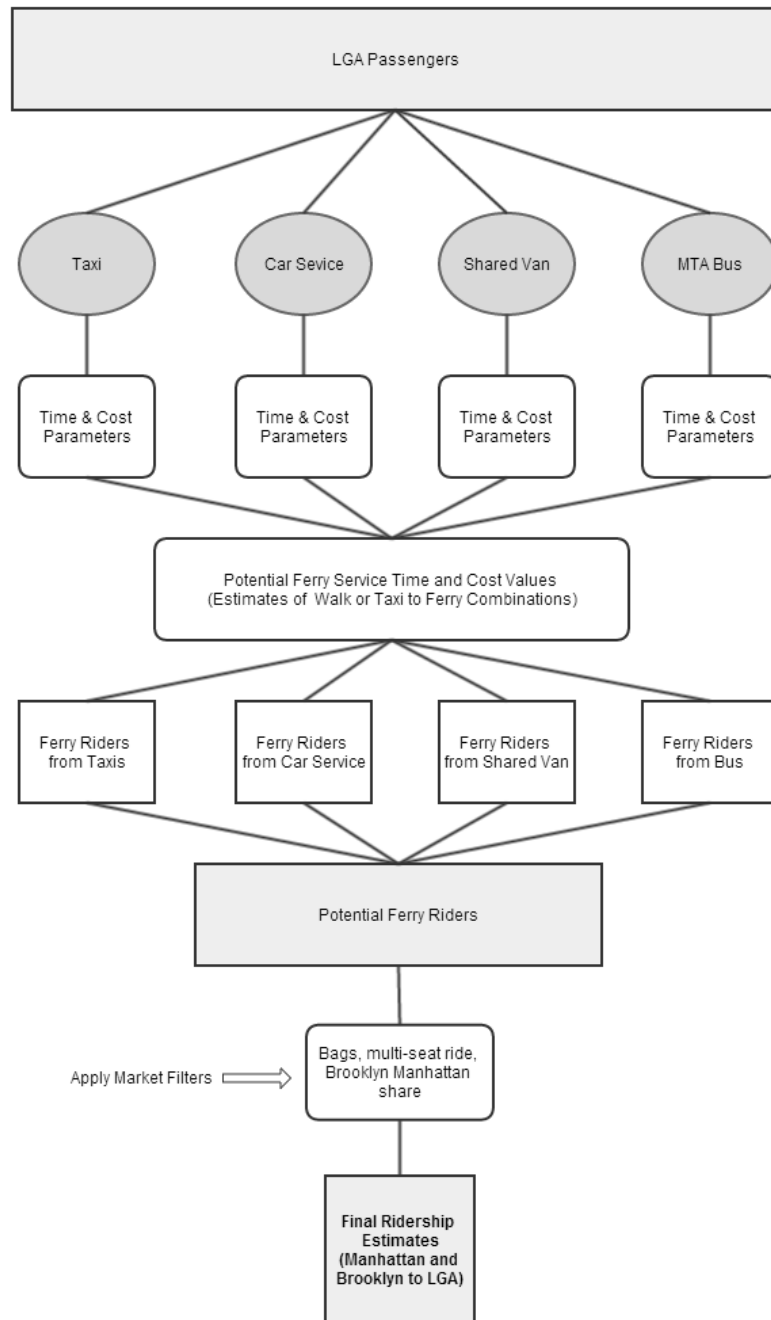 LGA Passengers
Taxi
Car Sevice
Shared Van
MTA Bus
Time & Cost
Parameters
Time & Cost
Parameters
Time & Cost
Parameters
Time & Cost
Parameters
Potential Ferry Service Time and Cost Values
(Estimates of Walk or Taxi to Ferry Combinations)
Ferry Riders
from Taxis
Ferry Riders
from Car Service
Ferry Riders
from Shared Van
Ferry Riders
from Bus
Potential Ferry Riders
Apply Market Filters
Bags, multi-seat ride,
Brooklyn Manhattan
share
Final Ridership
Estimates
(Manhattan and
Brooklyn to LGA)